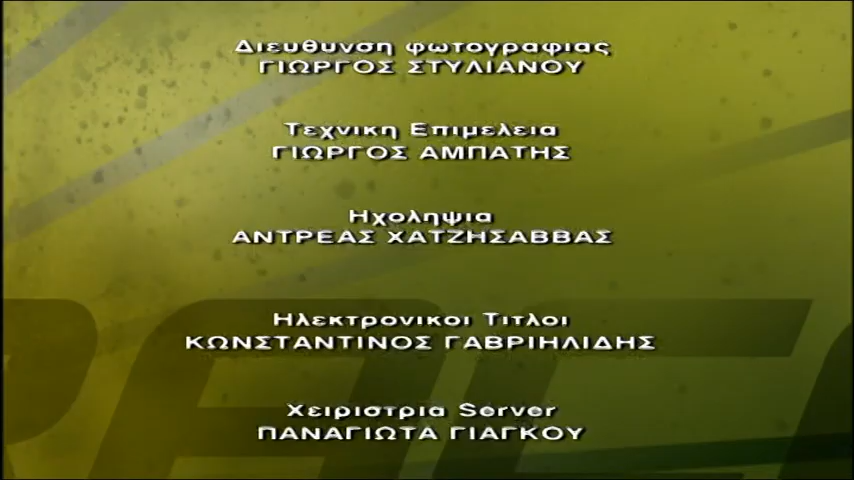 Διευθυνση φωτογραφιας
ΓΙΩΡΓΟΣ ΣΤΥΛΙΑΝΟΥ
Τεχνικη Επιμελεια
ΓΙΩΡΓΟΣ ΑΜΠΑΤΗΣ
Ηχοληψια
ΑΝΤΡΕΑΣ ΧΑΤΖΗΣΑΒΒΑΣ
Ηλεκτρονικοι Τιτλοι
ΚΩΝΣΤΑΝΤΙΝΟΣ ΓΑΒΡΙΗΛΙΔΗΣ
Χειριστρια Server
ΠΑΝΑΓΙΩΤΑ ΓΙΑΓΚΟΥ